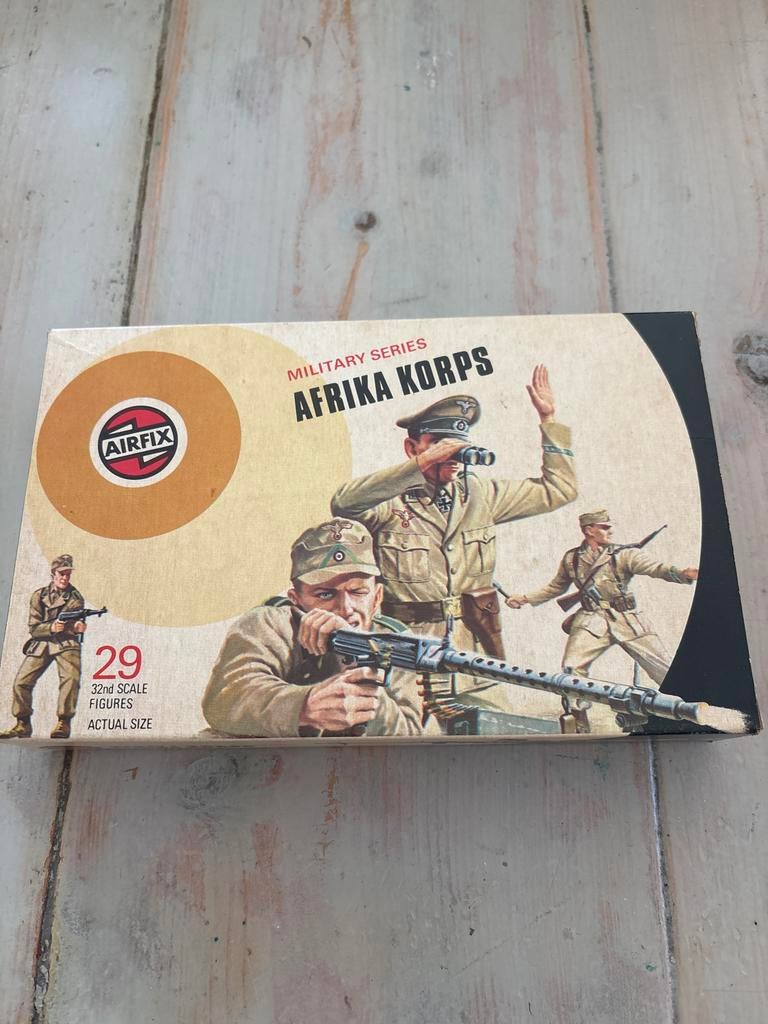 MILITARY SERIES
AFRIKA KORPS
AIRFIX
29
32nd SCALE
FIGURES
ACTUAL SIZE